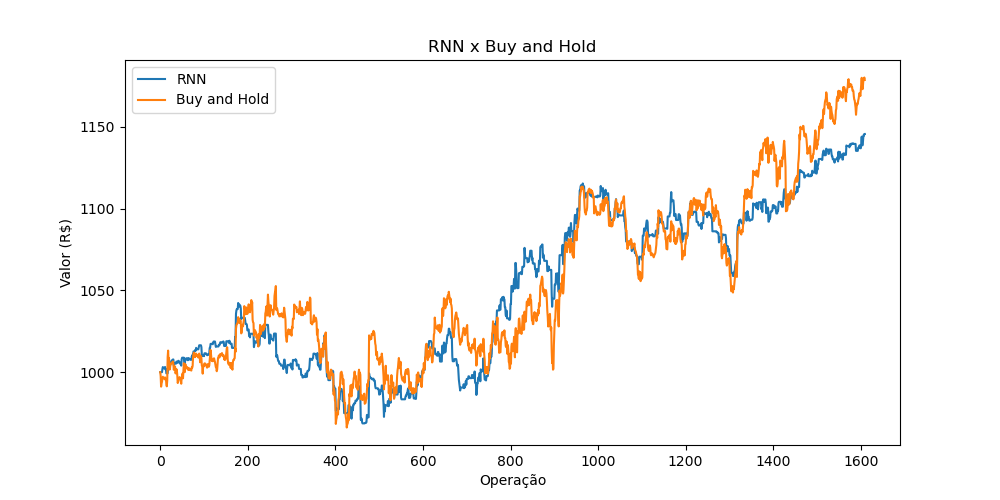 RNN x Buy and Hold
RNN
Buy and Hold
Valor (R$)
1150
1100
1050
1000
0 200 400 600 800 1000 1200 1400 1600
Operação